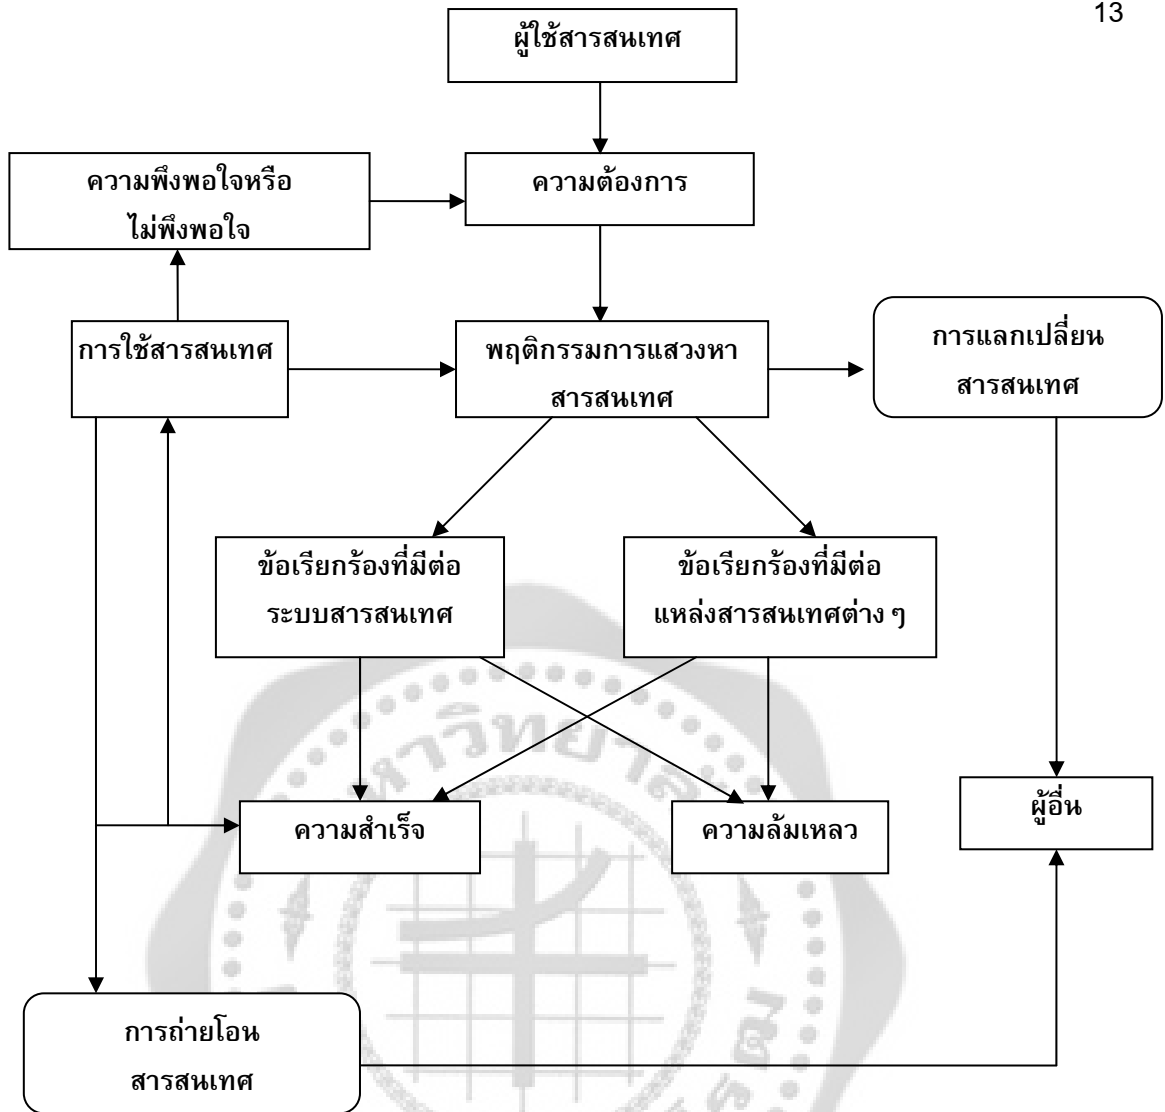 13
ผู้ใช้สารสนเทศ
ความพึงพอใจหรือ
ไม่พึงพอใจ
ความต้องการ
การใช้สารสนเทศ
พฤติกรรมการแสวงหา
สารสนเทศ
การแลกเปลี่ยน
สารสนเทศ
ข้อเรียกร้องที่มีต่อ
ระบบสารสนเทศ
ข้อเรียกร้องที่มีต่อ
แหล่งสารสนเทศต่าง ๆ
ความสำเร็จ
ความล้มเหลว
ผู้อื่น
การถ่ายโอน
สารสนเทศ